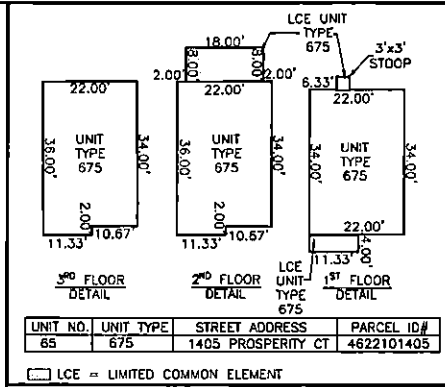 LCE UNIT
TYPE
675
3'x3'
STOOP
18.00'
8.00'
8.00'
2.00'
2.00'
6.33'
22.00'
22.00'
22.00'
36.00'
UNIT
TYPE
675
34.00'
36.00'
UNIT
TYPE
675
34.00'
34.00'
UNIT
TYPE
675
34.00'
2.00'
10.67'
11.33'
2.00'
10.67'
11.33'
22.00'
4.00'
11.33'
LCE
UNIT
TYPE
675
3RD FLOOR
DETAIL
2ND FLOOR
DETAIL
1ST FLOOR
DETAIL
UNIT NO. UNIT TYPE STREET ADDRESS PARCEL ID#
65 675 1405 PROSPERITY CT 4622101405
LCE = LIMITED COMMON ELEMENT